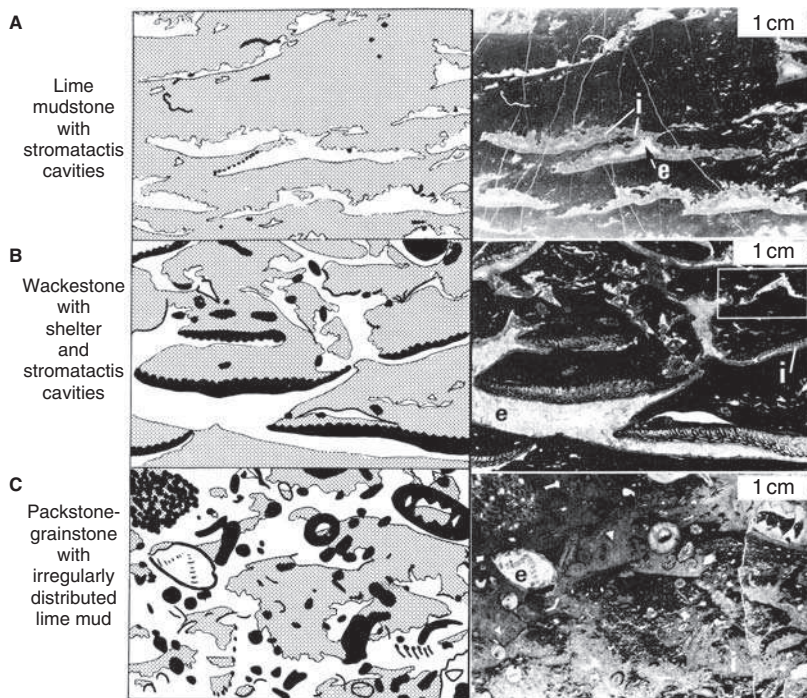 A
Lime
mudstone
with
stromatactis
cavities
1 cm
i
e
B
Wackestone
with
shelter
and
stromatactis
cavities
1 cm
i
e
C
Packstone-
grainstone
with
irregularly
distributed
lime mud
1 cm
e
i